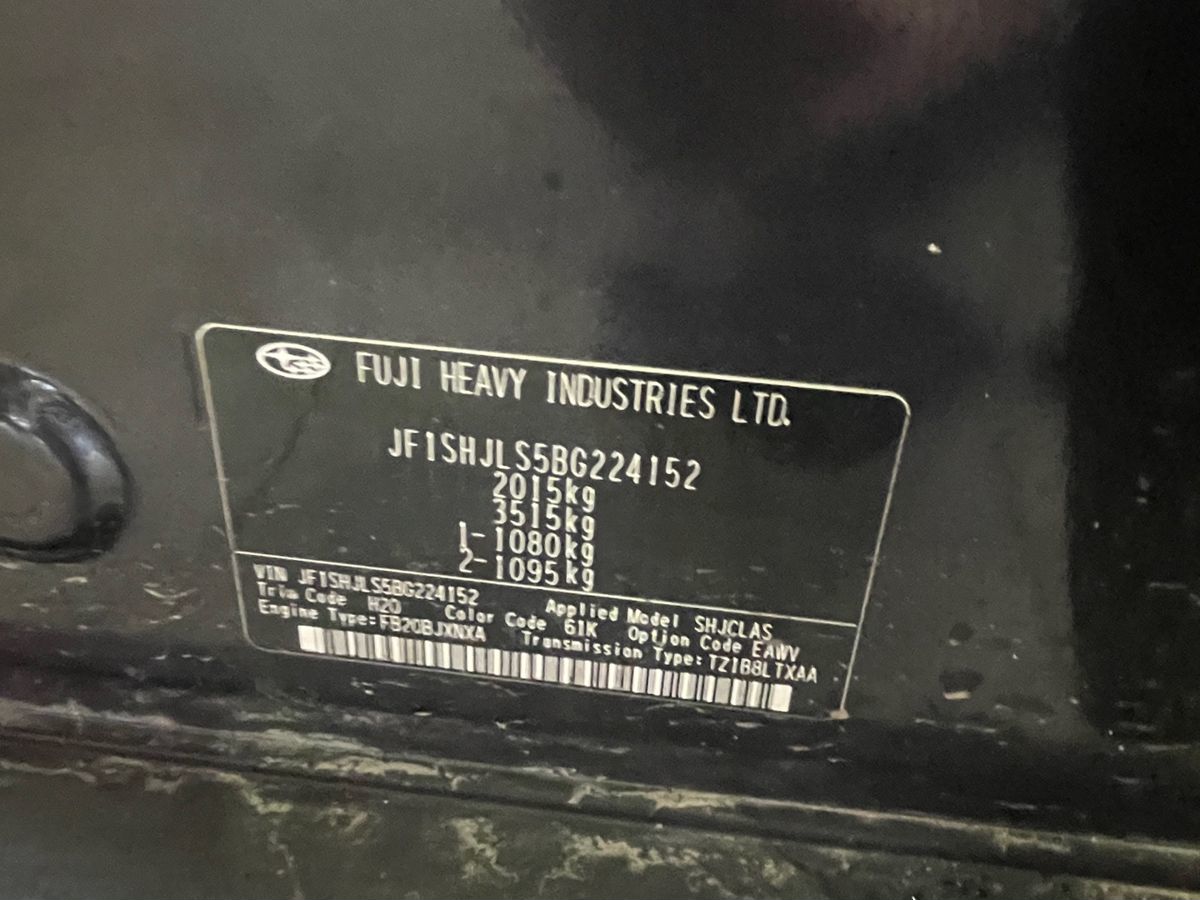 FUJI HEAVY INDUSTRIES LTD.
JF1SHJLS5BG224152
2015kg
3515kg
1-1080kg
2-1095kg
VIN JF1SHJLS5BG224152 Applied Model SHJCLAS
Trim Code H20 Color Code 61K Option Code EAWV
Engine Type:FB20BJXNXA Transmission Type:TZ1B8LTXAA